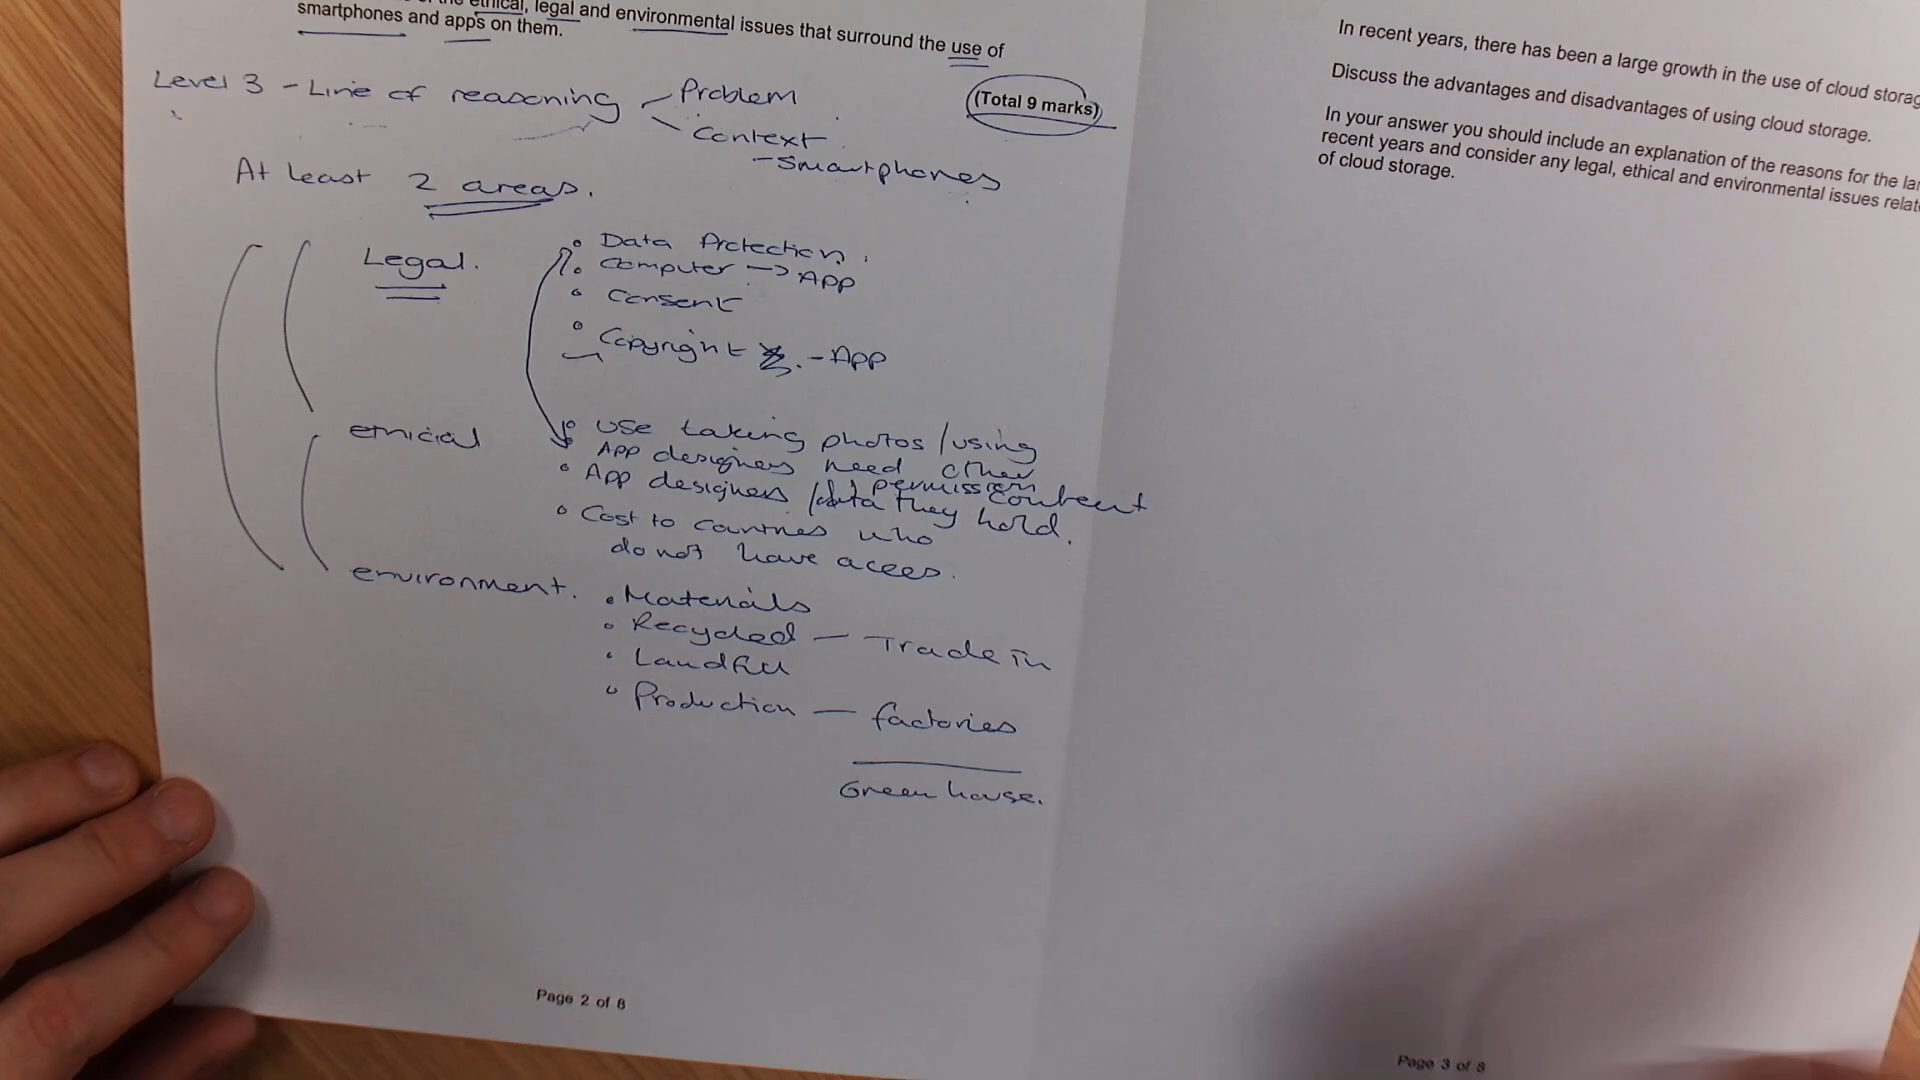 ethical, legal and environmental issues that surround the use of
smartphones and apps on them.
(Total 9 marks)
Level 3 - Line of reasoning
Problem
Context
- Smartphones
At least 2 areas.
Legal.
Data Protection.
Computer -> App
Consent
Copyright - App
ethicial
Use taking photos / using
App designers need other
permission content
App designers / data they hold.
Cost to countries who
do not have acces.
environment.
Materials
Recycled - Trade in
Landfill
Production - factories
Green house.
Page 2 of 8
In recent years, there has been a large growth in the use of cloud
Discuss the advantages and disadvantages of using cloud storage.
In your answer you should include an explanation of the reasons for the
recent years and consider any legal, ethical and environmental issues
of cloud storage.
Page 3 of 8